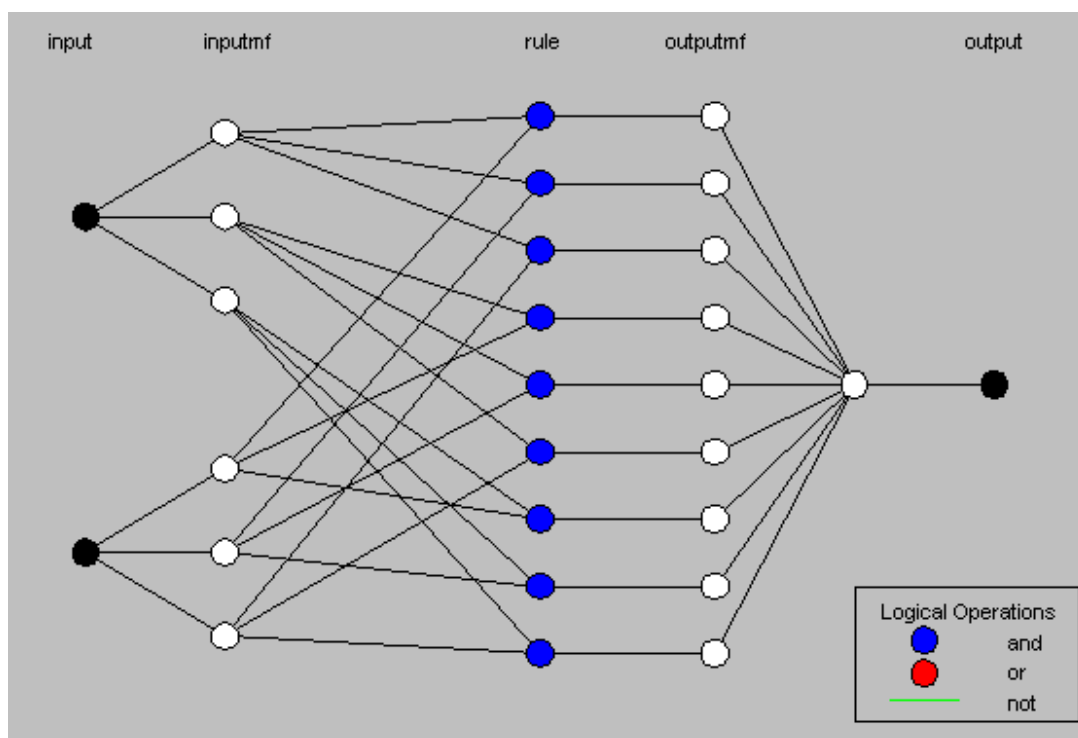 input inputmf rule outputmf output
Logical Operations
and
or
not